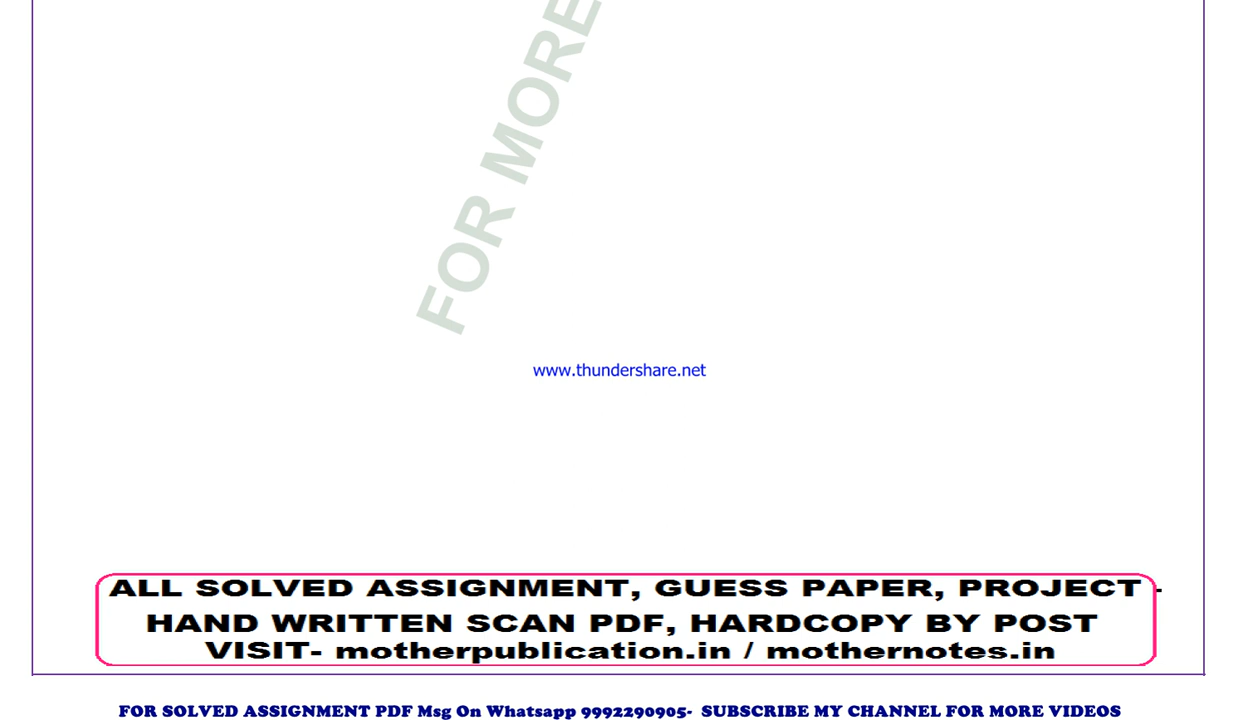 FOR MORE
www.thundershare.net
ALL SOLVED ASSIGNMENT, GUESS PAPER, PROJECT -
HAND WRITTEN SCAN PDF, HARDCOPY BY POST
VISIT- motherpublication.in / mothernotes.in
FOR SOLVED ASSIGNMENT PDF Msg On Whatsapp 9992290905- SUBSCRIBE MY CHANNEL FOR MORE VIDEOS